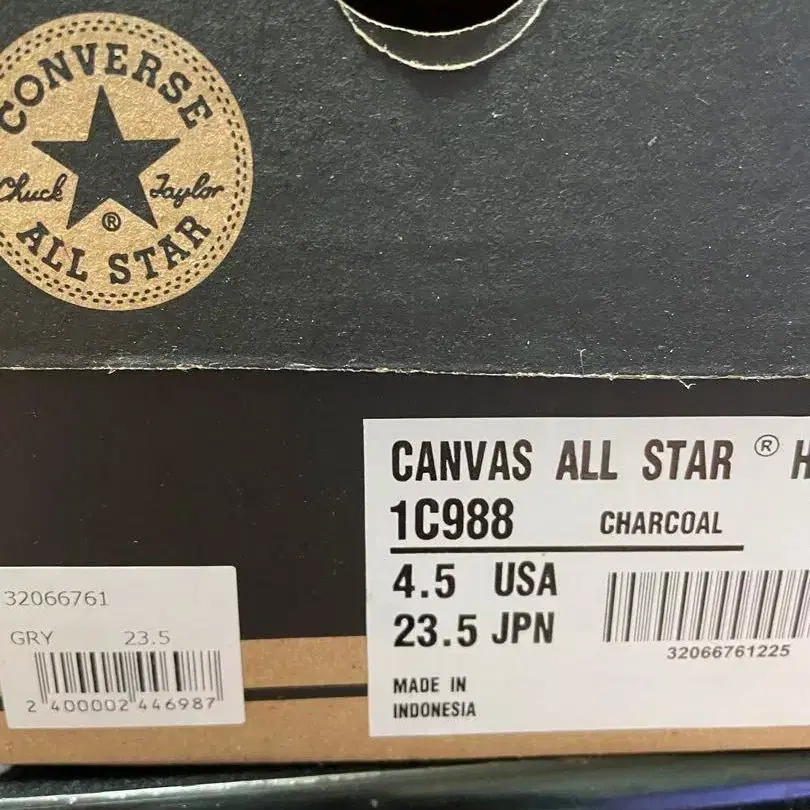 CONVERSE
Chuck Taylor
®
ALL STAR
CANVAS ALL STAR ® H
1C988 CHARCOAL
4.5 USA
23.5 JPN
32066761225
MADE IN
INDONESIA
32066761
GRY 23.5
2 400002 446987